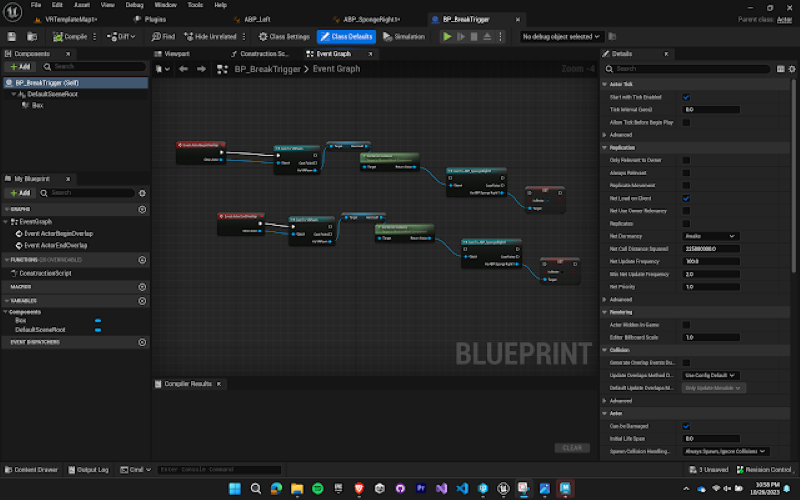 File Edit Asset View Debug Window Tools Help
VRTemplateMap* Plugins ABP_Left ABP_SpongeRight* BP_BreakTrigger
Parent class: Actor
Compile Diff Find Hide Unrelated Class Settings Class Defaults Simulation No debug object selected
Components
Add Search
BP_BreakTrigger (Self)
DefaultSceneRoot
Box
My Blueprint
Add Search
GRAPHS
EventGraph
Event ActorBeginOverlap
Event ActorEndOverlap
FUNCTIONS
ConstructionScript
MACROS
VARIABLES
Components
Box
DefaultSceneRoot
EVENT DISPATCHERS
Viewport Construction Sc... Event Graph
BP_BreakTrigger > Event Graph Zoom -4
BLUEPRINT
Compiler Results
CLEAR
Details
Search
Actor Tick
Start with Tick Enabled
Tick Interval (secs) 0.0
Allow Tick Before Begin Play
Advanced
Replication
Only Relevant to Owner
Always Relevant
Replicate Movement
Net Load on Client
Net Use Owner Relevancy
Replicates
Net Dormancy Awake
Net Cull Distance Squared 225000000.0
Net Update Frequency 100.0
Min Net Update Frequency 2.0
Net Priority 1.0
Advanced
Rendering
Actor Hidden In Game
Editor Billboard Scale 1.0
Collision
Generate Overlap Events Du...
Update Overlaps Method D... Use Config Default
Default Update Overlaps M... Only Update Movable
Advanced
Actor
Can be Damaged
Initial Life Span 0.0
Spawn Collision Handling... Always Spawn, Ignore Collisions
Content Drawer Output Log Cmd Enter Console Command 3 Unsaved Revision Control
10:58 PM
10/26/2023